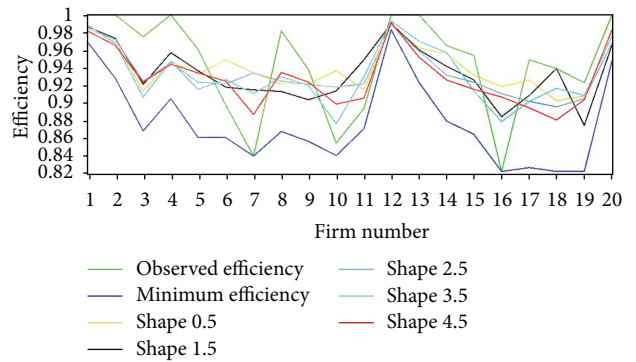 1
0.98
0.96
0.94
0.92
0.9
0.88
0.86
0.84
0.82
Efficiency
1 2 3 4 5 6 7 8 9 10 11 12 13 14 15 16 17 18 19 20
Firm number
Observed efficiency
Minimum efficiency
Shape 0.5
Shape 1.5
Shape 2.5
Shape 3.5
Shape 4.5